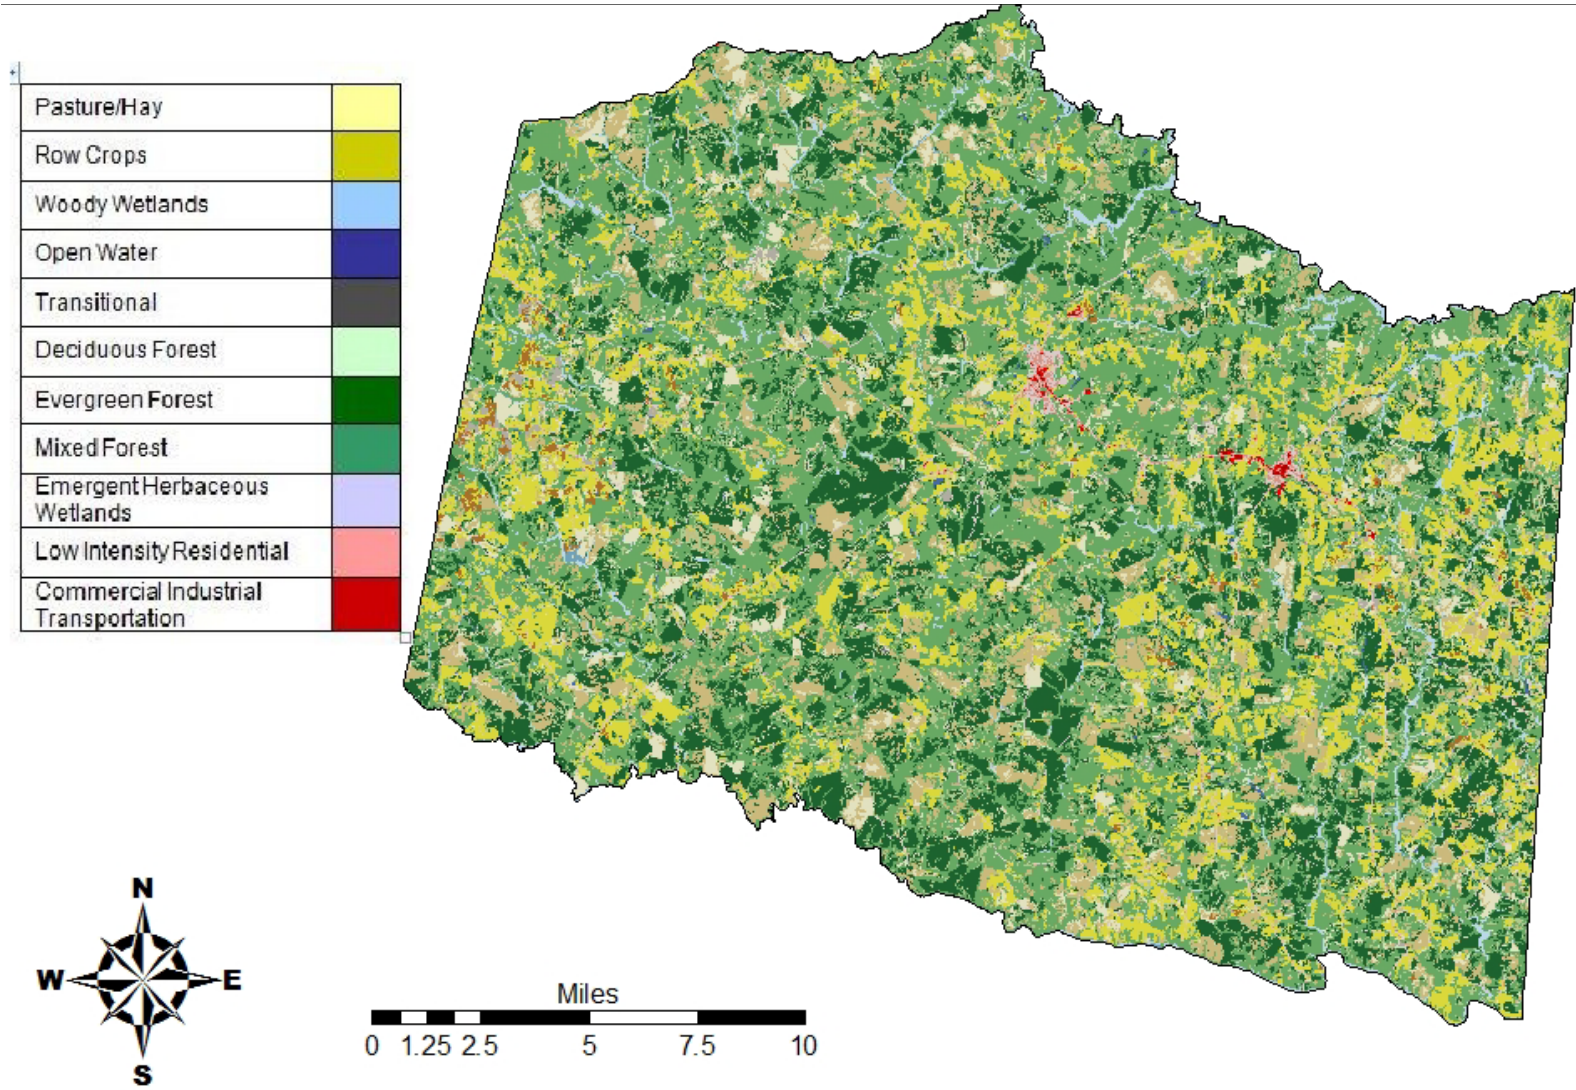 Pasture/Hay
Row Crops
Woody Wetlands
Open Water
Transitional
Deciduous Forest
Evergreen Forest
Mixed Forest
Emergent Herbaceous
Wetlands
Low Intensity Residential
Commercial Industrial
Transportation
N
W E
S
Miles
0 1.25 2.5 5 7.5 10